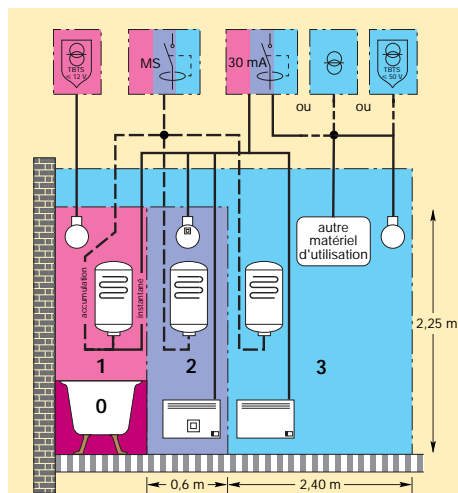 TBTS
≤ 12 V
MS
30 mA
TBTS
≤ 50 V
ou
ou
autre
matériel
d'utilisation
accumulation
instantané
2,25 m
1
2
3
0
0,6 m
2,40 m